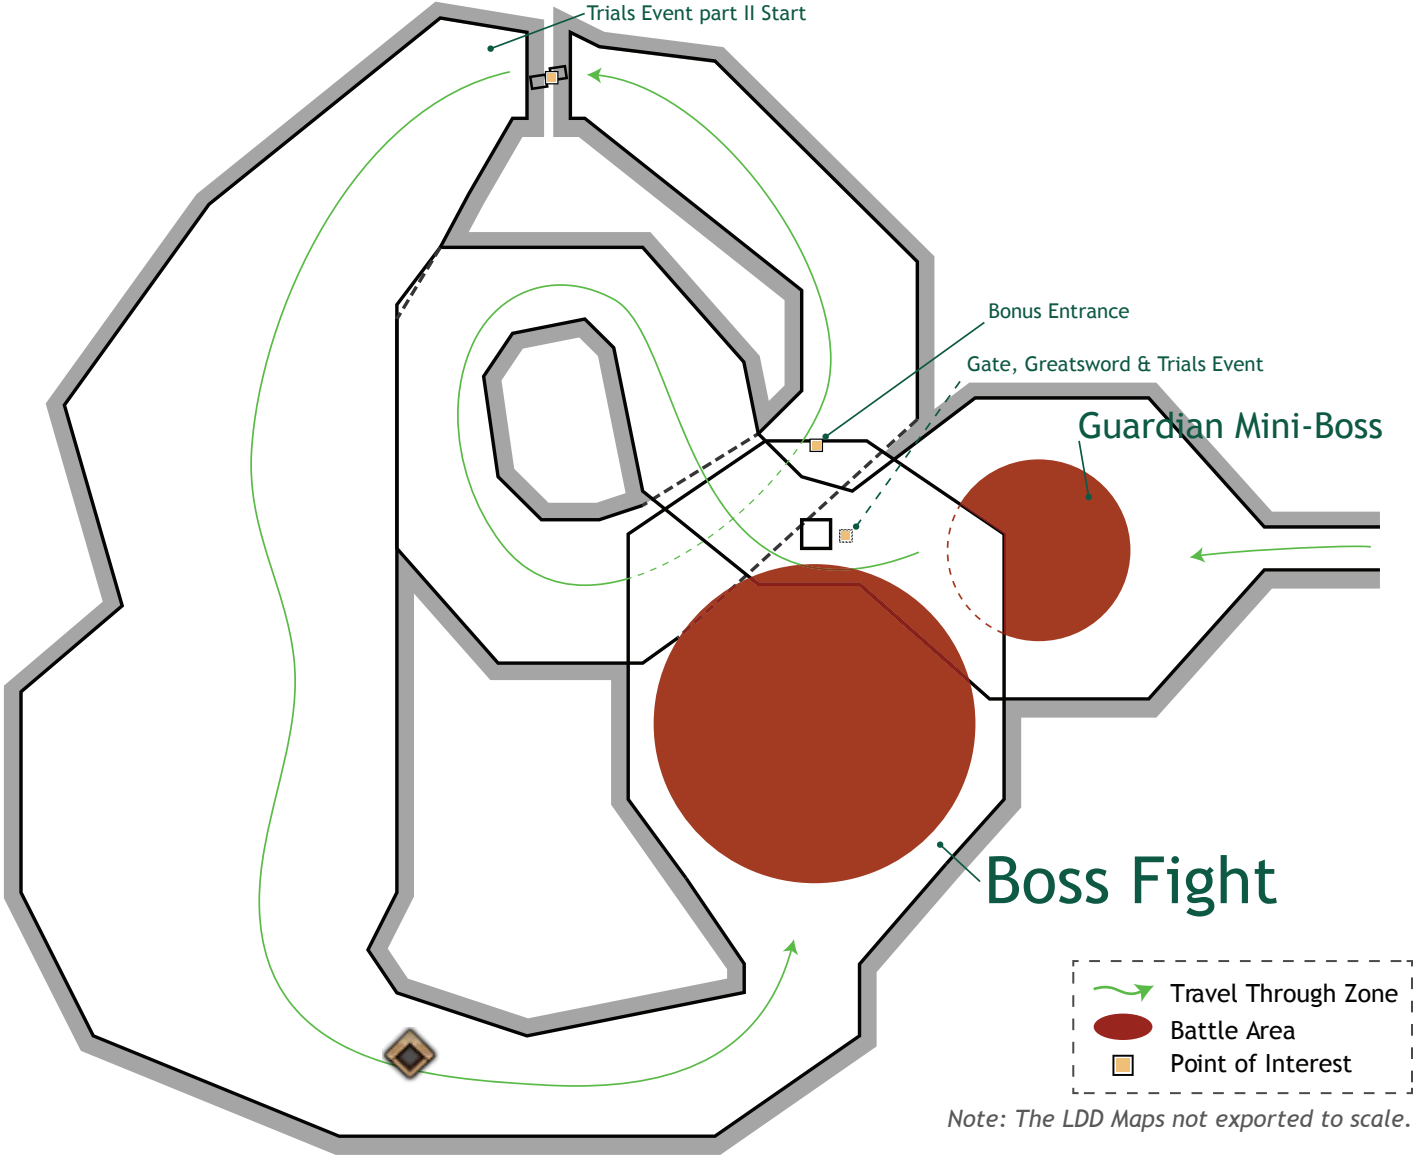 Trials Event part II Start
Bonus Entrance
Gate, Greatsword & Trials Event
Guardian Mini-Boss
Boss Fight
Travel Through Zone
Battle Area
Point of Interest
Note: The LDD Maps not exported to scale.